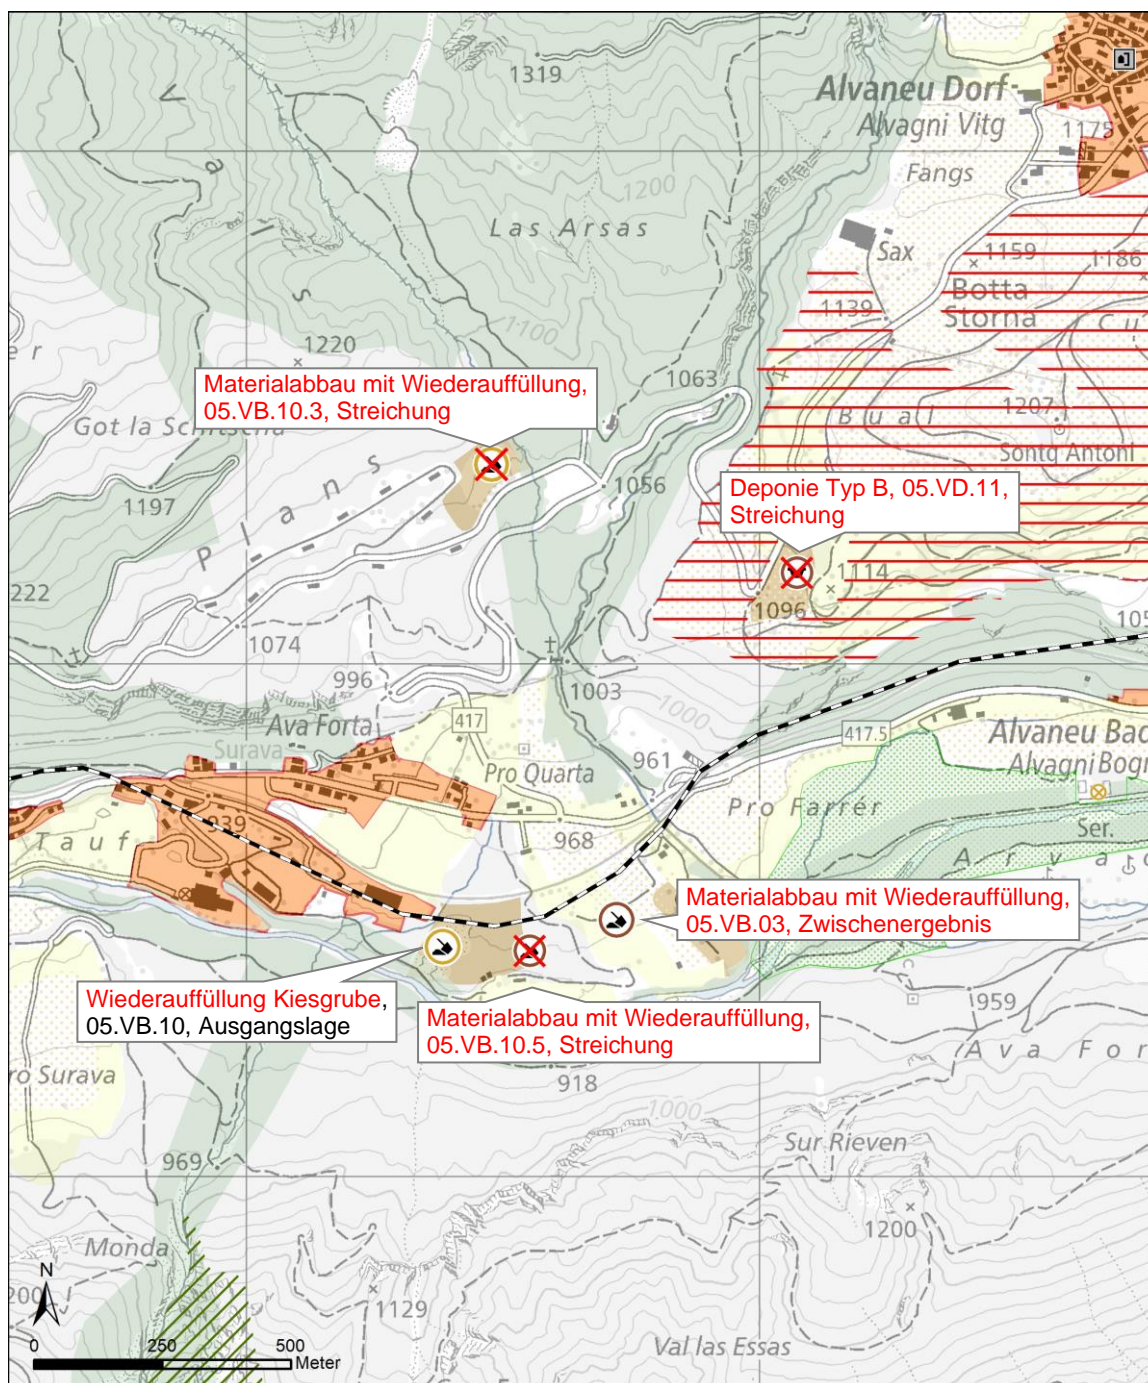 1319
Alvaneu Dorf
Alvagni Vitg
1175
Fangs
1200
Las Arsas
Vals
Sax
1159
1186
1139
Botta
Storna
1100
1220
Materialabbau mit Wiederauffüllung,
05.VB.10.3, Streichung
1063
Bual
1207
Sontg Antoni
1197
Plans
1056
Deponie Typ B, 05.VD.11,
Streichung
1114
1096
222
1074
996
1003
1000
Ava Forta
Surava
417
417.5
Alvaneu Bad
Alvagni Bogn
Pro Quarta
961
Pro Farrér
939
968
Ser.
Tauf
Materialabbau mit Wiederauffüllung,
05.VB.03, Zwischenergebnis
Wiederauffüllung Kiesgrube,
05.VB.10, Ausgangslage
Materialabbau mit Wiederauffüllung,
05.VB.10.5, Streichung
959
Ava For
ro Surava
918
1000
Sur Rieven
969
1200
Monda
N
200
1129
0 250 500
Meter
Val las Essas